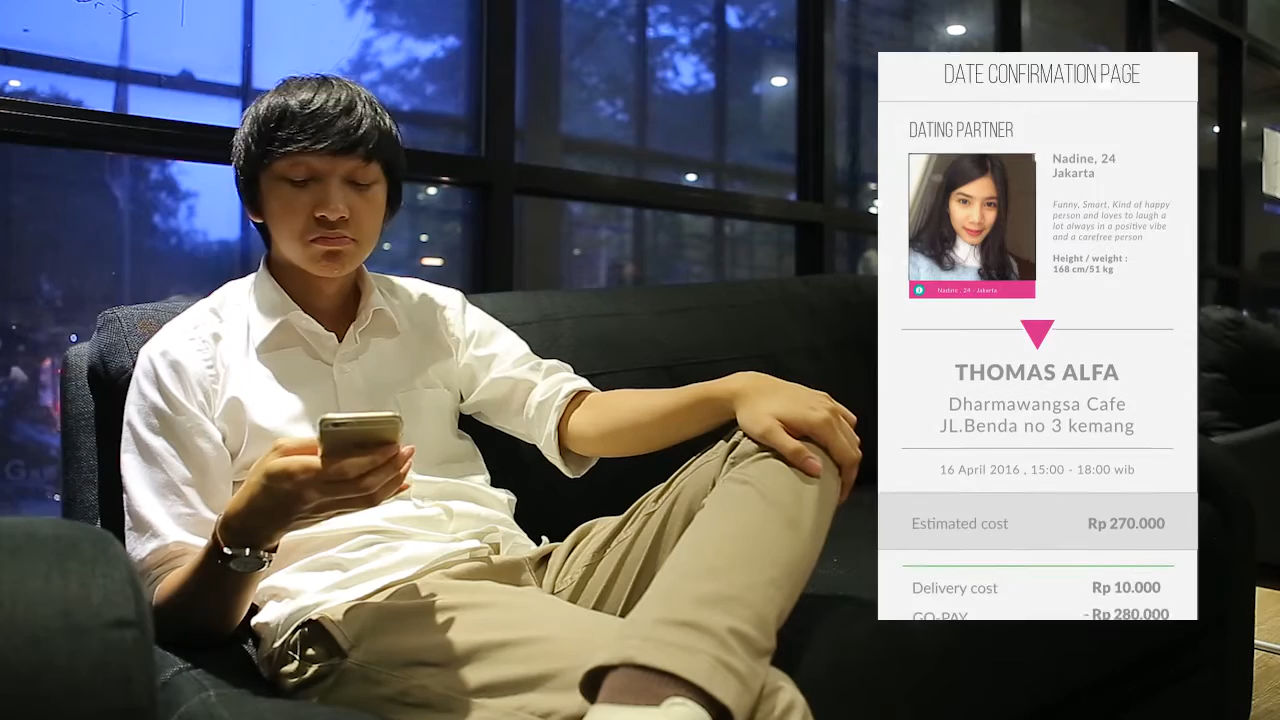 DATE CONFIRMATION PAGE
DATING PARTNER
Nadine, 24
Jakarta
Funny, Smart, Kind of happy
person and loves to laugh a
lot always in a positive vibe
and a carefree person
Height / weight :
168 cm/51 kg
Nadine , 24 - Jakarta
THOMAS ALFA
Dharmawangsa Cafe
JL.Benda no 3 kemang
16 April 2016 , 15:00 - 18:00 wib
Estimated cost Rp 270.000
Delivery cost Rp 10.000
GO-PAY -Rp 280.000